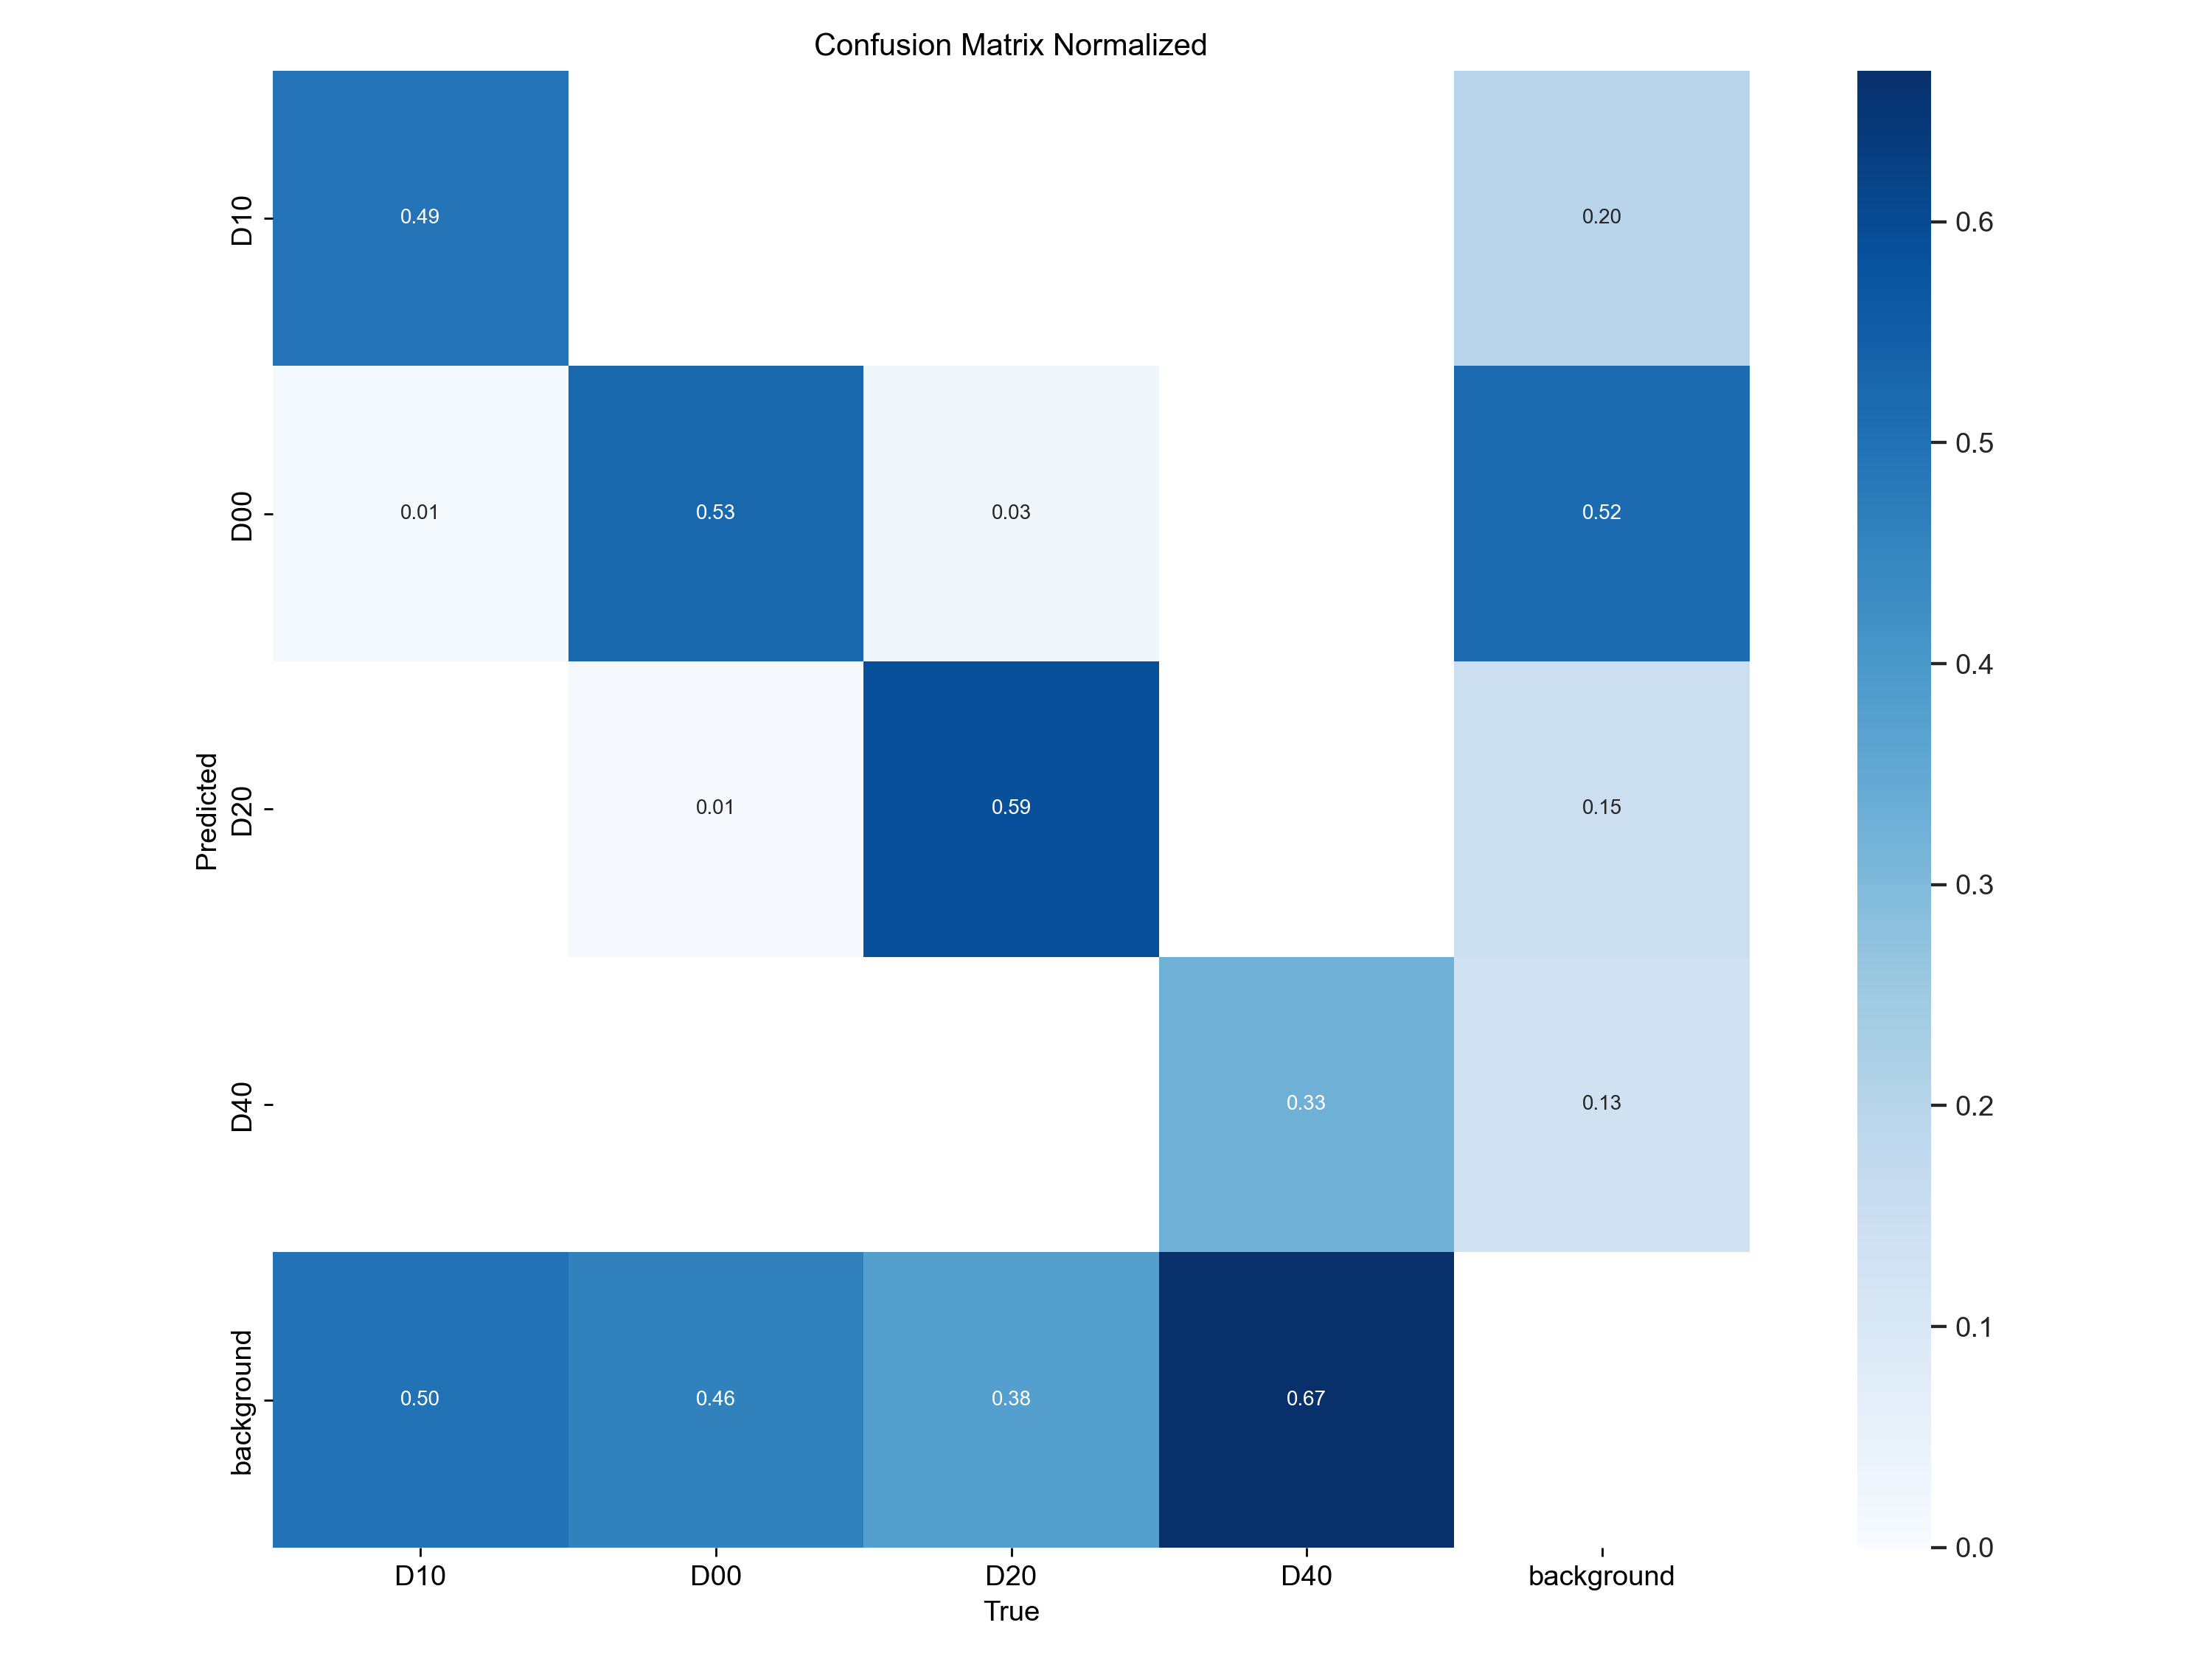 Confusion Matrix Normalized
D10
0.49
0.20
0.6
D00
0.01
0.53
0.03
0.52
0.5
0.4
Predicted
D20
0.01
0.59
0.15
0.3
D40
0.33
0.13
0.2
background
0.50
0.46
0.38
0.67
0.1
0.0
D10
D00
D20
D40
background
True